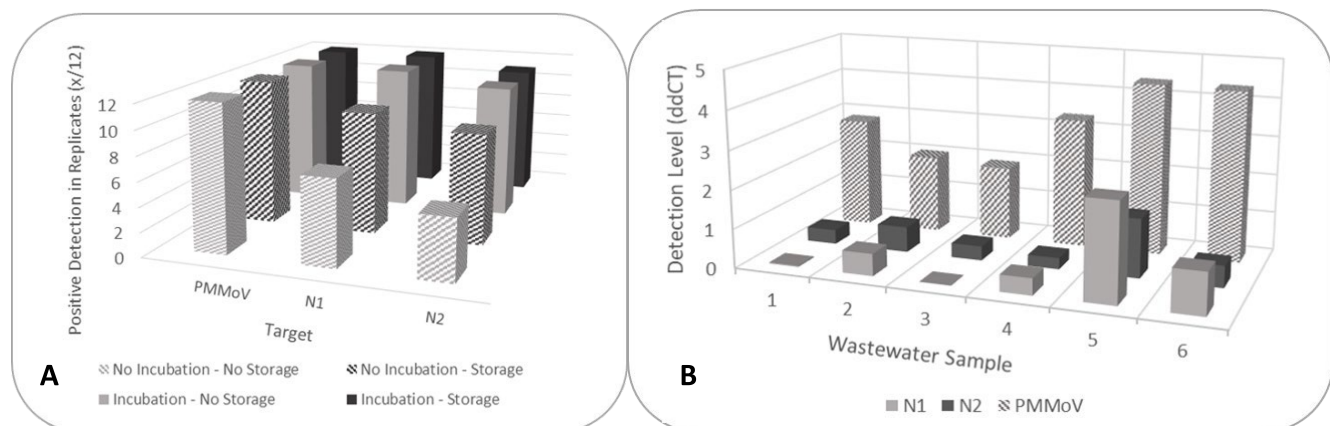 Positive Detection in Replicates (x/12)
12
10
8
6
4
2
0
PMMoV
N1
N2
Target
No Incubation - No Storage
No Incubation - Storage
Incubation - No Storage
Incubation - Storage
A
Detection Level (ddCT)
5
4
3
2
1
0
1
2
3
4
5
6
Wastewater Sample
N1
N2
PMMoV
B